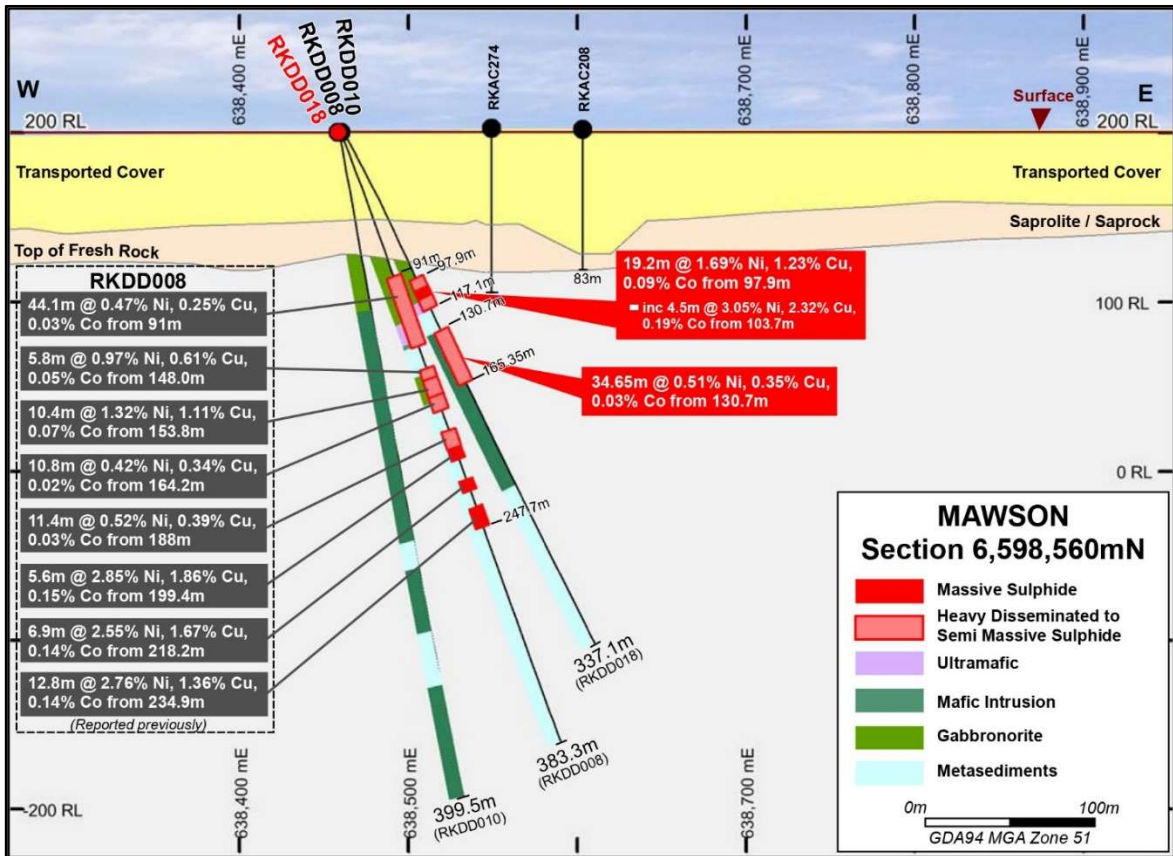 RKDD018
RKDD008
RKDD010
RKAC274
RKAC208
638,400 mE
638,700 mE
638,800 mE
638,900 mE
W
E
Surface
200 RL
200 RL
Transported Cover
Transported Cover
Saprolite / Saprock
Top of Fresh Rock
91m
97.9m
117.1m
130.7m
165.35m
247.7m
83m
100 RL
0 RL
-200 RL
RKDD008
44.1m @ 0.47% Ni, 0.25% Cu,
0.03% Co from 91m
5.8m @ 0.97% Ni, 0.61% Cu,
0.05% Co from 148.0m
10.4m @ 1.32% Ni, 1.11% Cu,
0.07% Co from 153.8m
10.8m @ 0.42% Ni, 0.34% Cu,
0.02% Co from 164.2m
11.4m @ 0.52% Ni, 0.39% Cu,
0.03% Co from 188m
5.6m @ 2.85% Ni, 1.86% Cu,
0.15% Co from 199.4m
6.9m @ 2.55% Ni, 1.67% Cu,
0.14% Co from 218.2m
12.8m @ 2.76% Ni, 1.36% Cu,
0.14% Co from 234.9m
(Reported previously)
19.2m @ 1.69% Ni, 1.23% Cu,
0.09% Co from 97.9m
inc 4.5m @ 3.05% Ni, 2.32% Cu,
0.19% Co from 103.7m
34.65m @ 0.51% Ni, 0.35% Cu,
0.03% Co from 130.7m
337.1m
(RKDD018)
383.3m
(RKDD008)
399.5m
(RKDD010)
638,400 mE
638,500 mE
638,700 mE
MAWSON
Section 6,598,560mN
Massive Sulphide
Heavy Disseminated to
Semi Massive Sulphide
Ultramafic
Mafic Intrusion
Gabbronorite
Metasediments
0m
100m
GDA94 MGA Zone 51